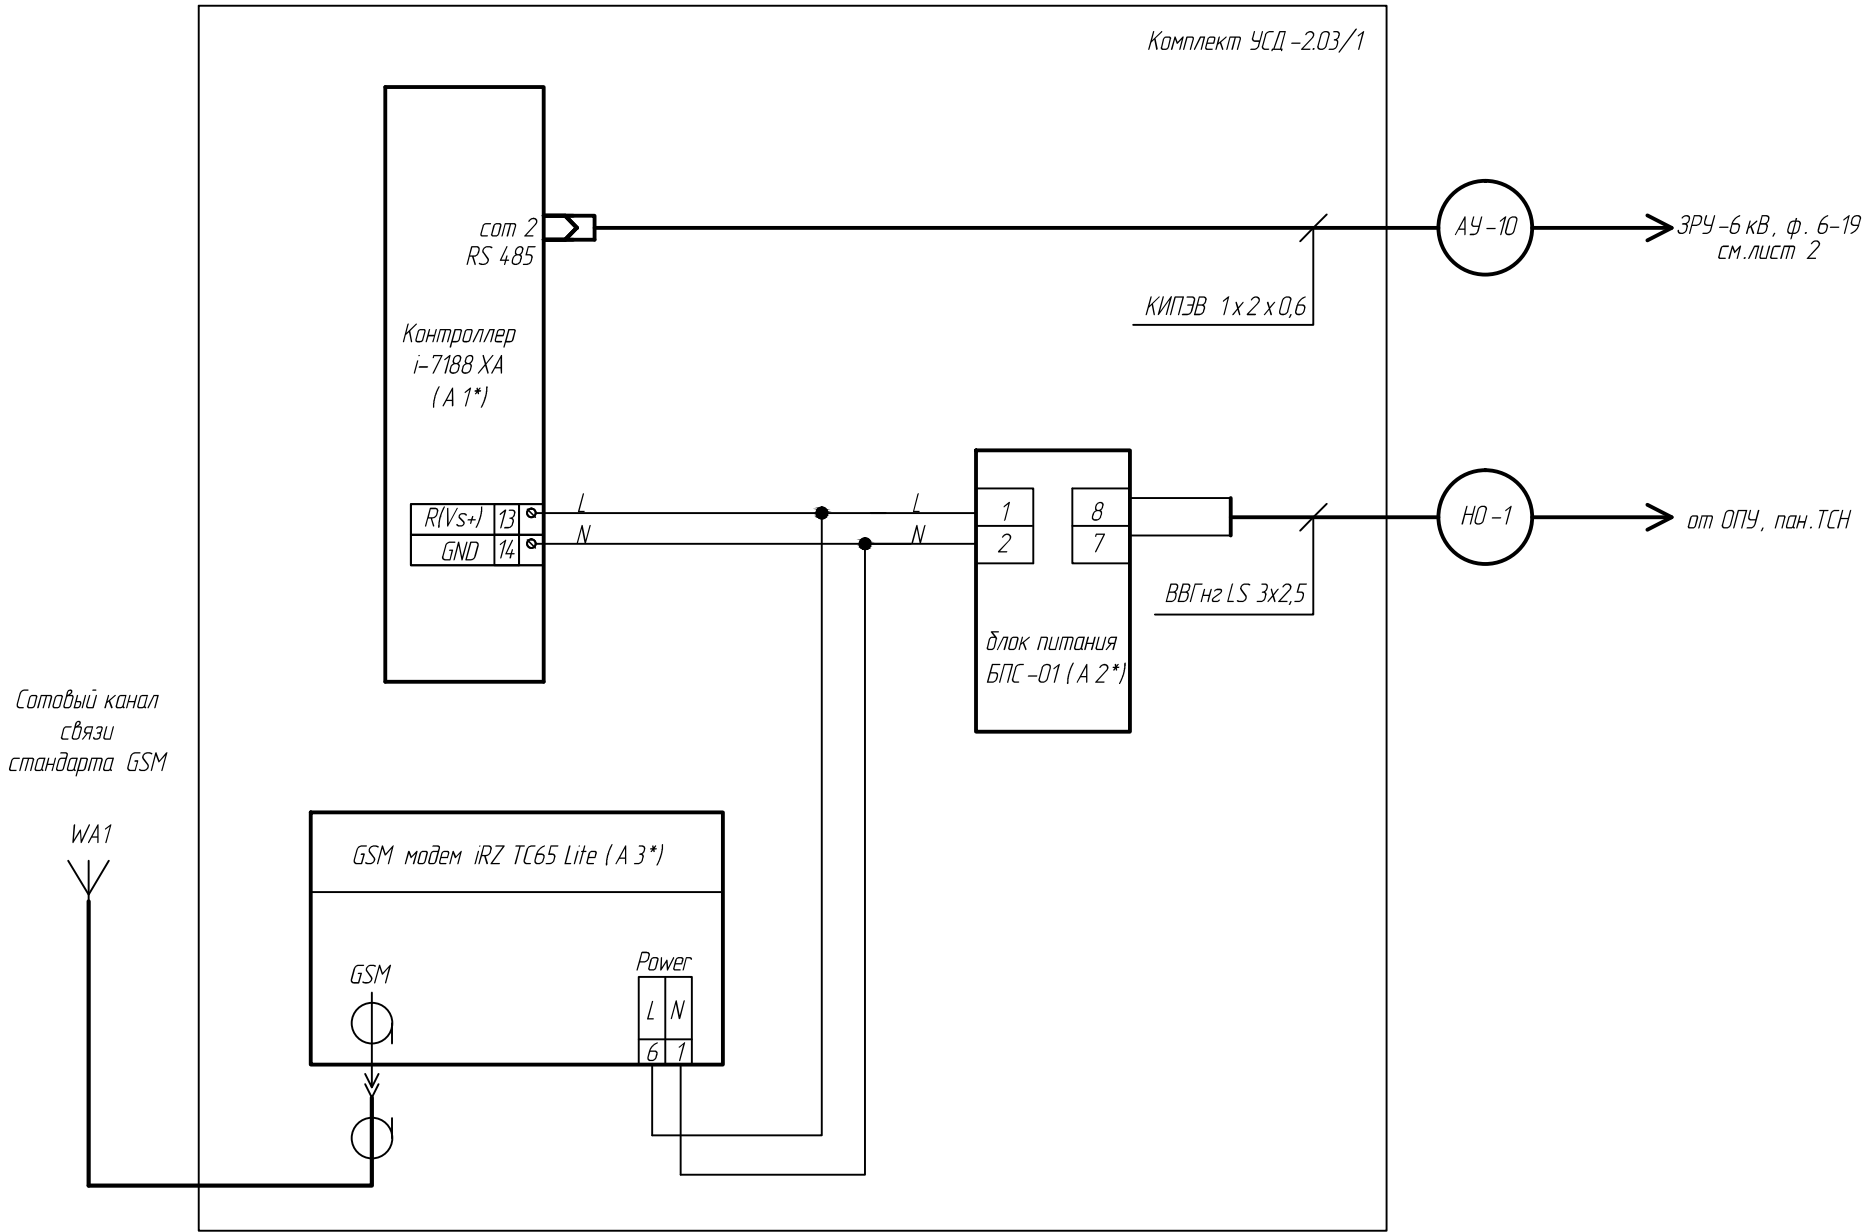 Комплект УСД-2.03/1
com 2
RS 485
Контроллер
i-7188 XA
(А 1*)
АУ-10
ЗРУ-6 кВ, ф. 6-19
см.лист 2
КИПЭВ 1х2х0,6
R(Vs+) 13
GND 14
L
N
L
N
1
2
8
7
НО-1
от ОПУ, пан.ТСН
ВВГнг LS 3х2,5
блок питания
БПС-01 (А 2*)
Сотовый канал
связи
стандарта GSM
WA1
GSM модем iRZ TC65 Lite (А 3*)
GSM
Power
L N
6 1